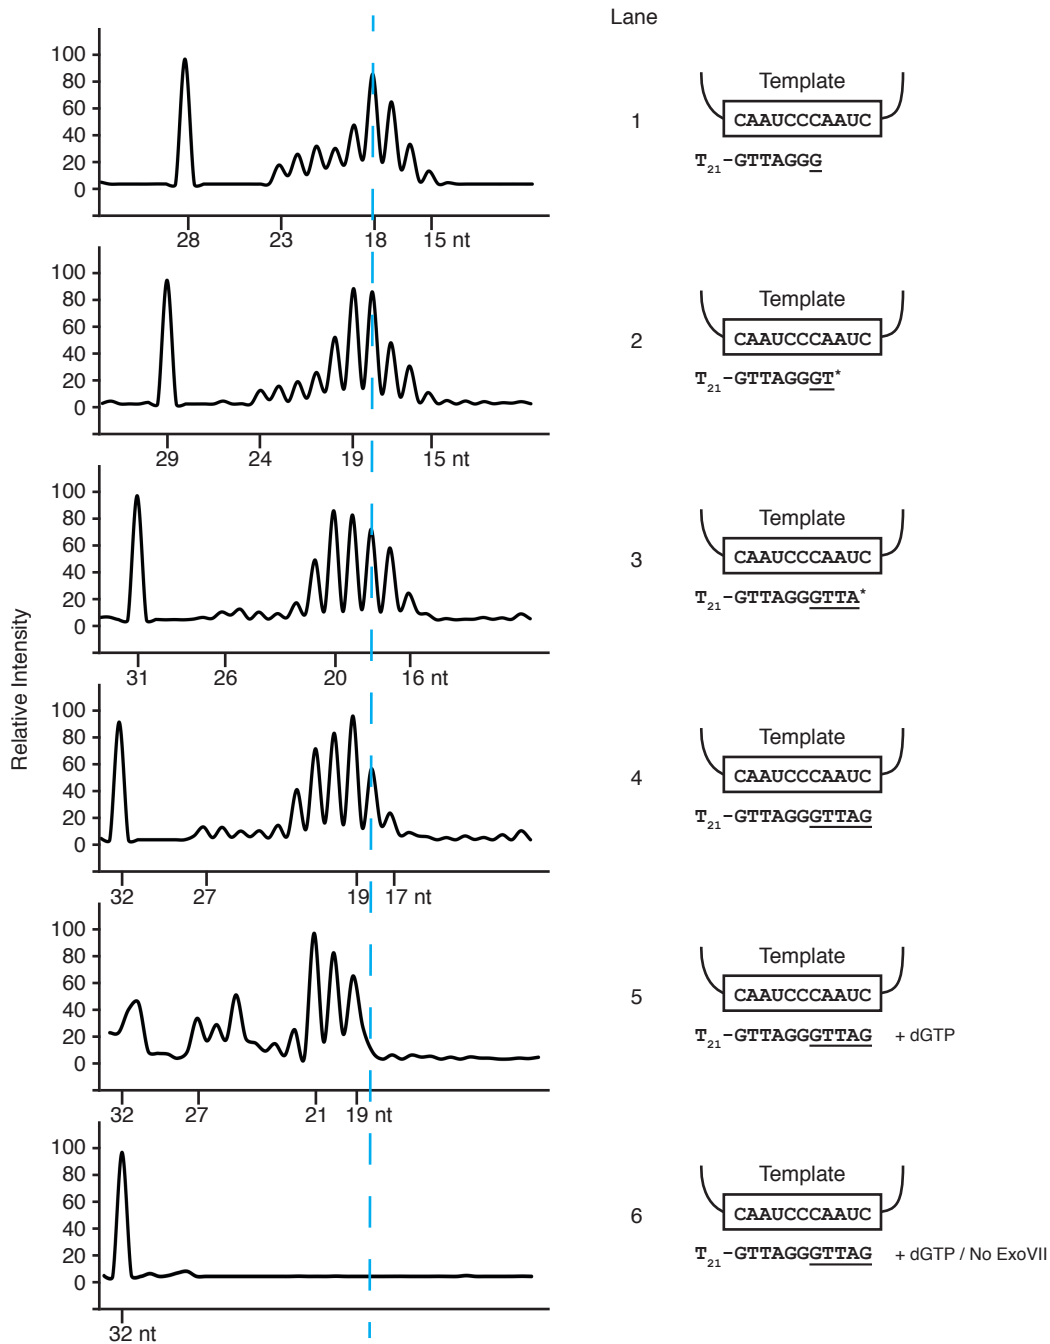 Lane
Relative Intensity
100
80
60
40
20
0
28 23 18 15 nt
1
Template
CAAUCCCAAUC
T21-GTTAGGG
100
80
60
40
20
0
29 24 19 15 nt
2
Template
CAAUCCCAAUC
T21-GTTAGGGT*
100
80
60
40
20
0
31 26 20 16 nt
3
Template
CAAUCCCAAUC
T21-GTTAGGGTTA*
100
80
60
40
20
0
32 27 19 17 nt
4
Template
CAAUCCCAAUC
T21-GTTAGGGTTAG
100
80
60
40
20
0
32 27 21 19 nt
5
Template
CAAUCCCAAUC
T21-GTTAGGGTTAG + dGTP
100
80
60
40
20
0
32 nt
6
Template
CAAUCCCAAUC
T21-GTTAGGGTTAG + dGTP / No ExoVII